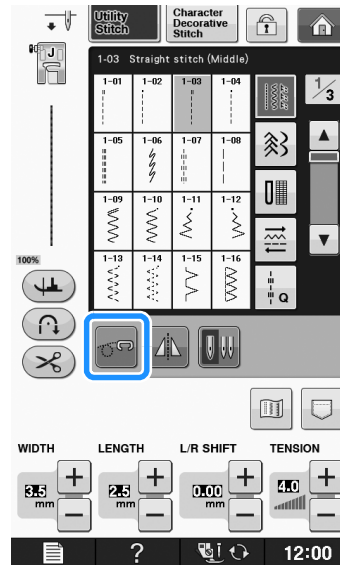 Utility
Stitch
Character
Decorative
Stitch
J
1-03 Straight stitch (Middle)
1/3
1-01 1-02 1-03 1-04
1-05 1-06 1-07 1-08
1-09 1-10 1-11 1-12
1-13 1-14 1-15 1-16
100%
Q
WIDTH LENGTH L/R SHIFT TENSION
3.5 mm + − 2.5 mm + − 0.00 mm + − 4.0 + −
? 12:00